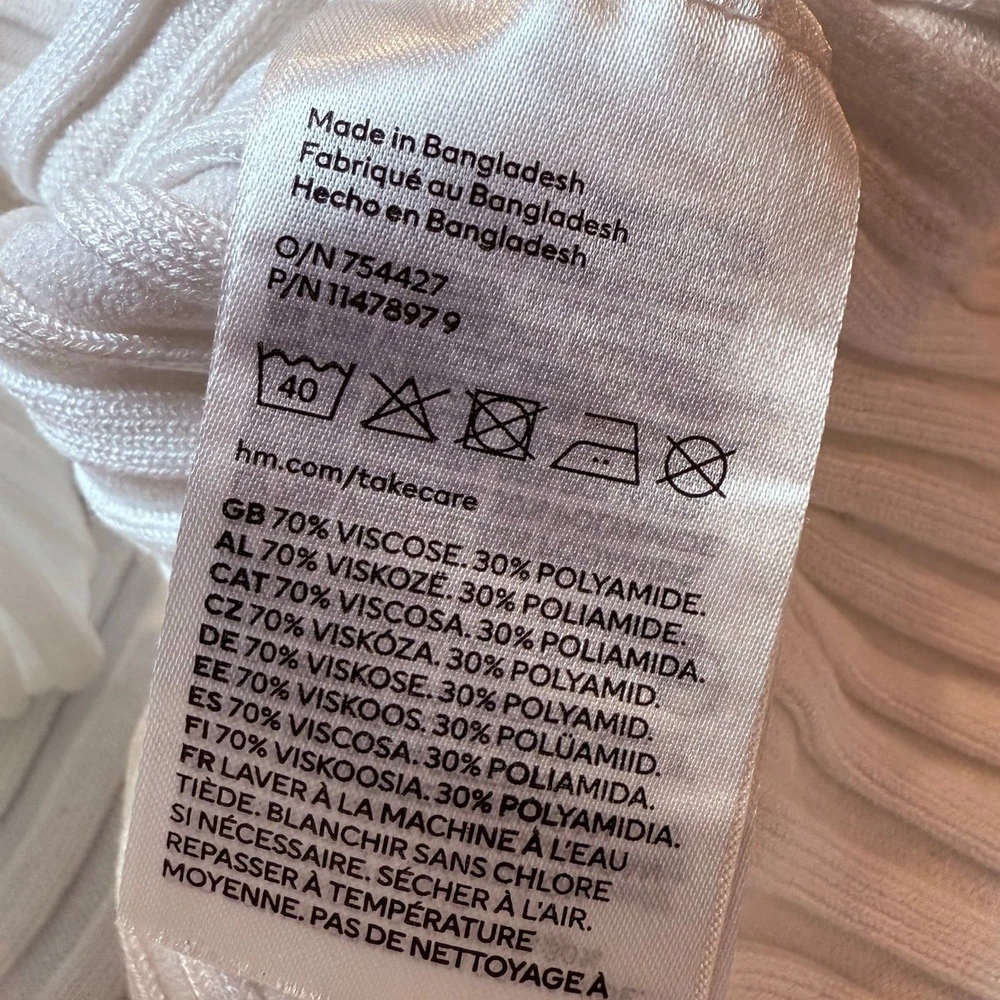 Made in Bangladesh
Fabriqué au Bangladesh
Hecho en Bangladesh
O/N 754427
P/N 1147897 9
40
hm.com/takecare
GB 70% VISCOSE. 30% POLYAMIDE.
AL 70% VISKOZË. 30% POLIAMIDE.
CAT 70% VISCOSA. 30% POLIAMIDA.
CZ 70% VISKÓZA. 30% POLYAMID.
DE 70% VISKOSE. 30% POLYAMID.
EE 70% VISKOOS. 30% POLÜAMIID.
ES 70% VISCOSA. 30% POLIAMIDA.
FI 70% VISKOOSIA. 30% POLYAMIDIA.
FR LAVER À LA MACHINE À L'EAU
TIÈDE. BLANCHIR SANS CHLORE
SI NÉCESSAIRE. SÉCHER À L'AIR.
REPASSER À TEMPÉRATURE
MOYENNE. PAS DE NETTOYAGE À